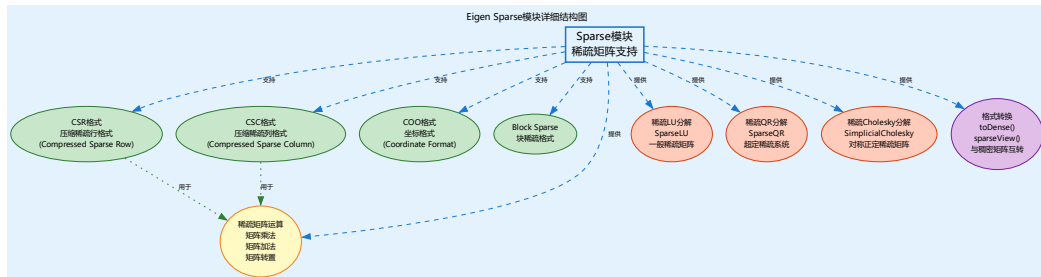 Eigen Sparse模块详细结构图
Sparse模块
稀疏矩阵支持
支持
支持
支持
支持
提供
提供
提供
提供
提供
CSR格式
压缩稀疏行格式
(Compressed Sparse Row)
CSC格式
压缩稀疏列格式
(Compressed Sparse Column)
COO格式
坐标格式
(Coordinate Format)
Block Sparse
块稀疏格式
稀疏LU分解
SparseLU
一般稀疏矩阵
稀疏QR分解
SparseQR
超定稀疏系统
稀疏Cholesky分解
SimplicialCholesky
对称正定稀疏矩阵
格式转换
toDense()
sparseView()
与稠密矩阵互转
用于
用于
稀疏矩阵运算
矩阵乘法
矩阵加法
矩阵转置